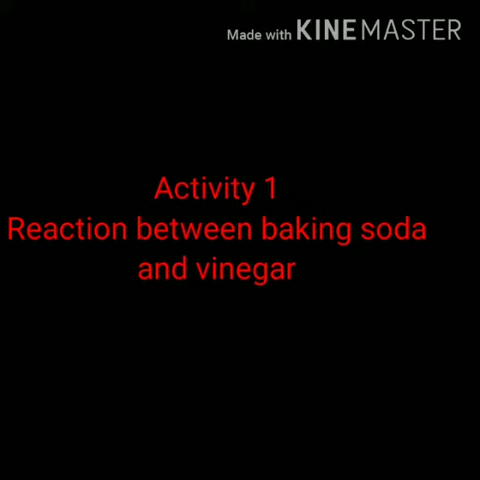 Made with KINEMASTER
Activity 1
Reaction between baking soda
and vinegar